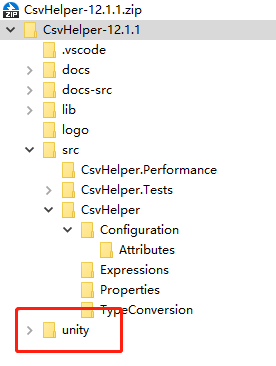 CsvHelper-12.1.1.zip
CsvHelper-12.1.1
.vscode
docs
docs-src
lib
logo
src
CsvHelper.Performance
CsvHelper.Tests
CsvHelper
Configuration
Attributes
Expressions
Properties
TypeConversion
unity